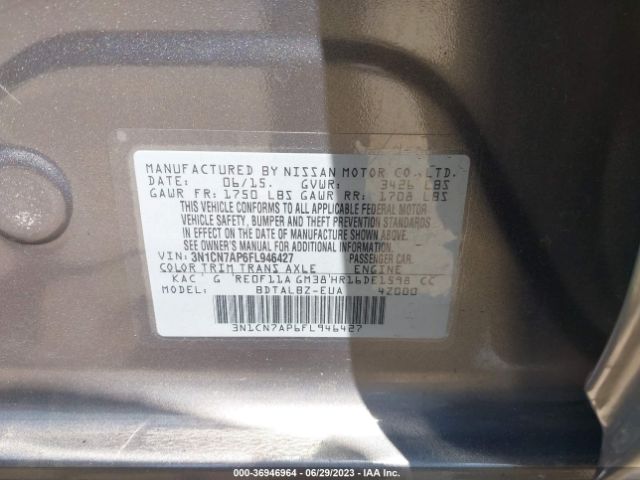 MANUFACTURED BY NISSAN MOTOR CO., LTD.
DATE: 06/15. GVWR: 3426 LBS
GAWR FR: 1750 LBS GAWR RR: 1708 LBS
THIS VEHICLE CONFORMS TO ALL APPLICABLE FEDERAL MOTOR
VEHICLE SAFETY, BUMPER AND THEFT PREVENTION STANDARDS
IN EFFECT ON THE DATE OF MANUFACTURE SHOWN ABOVE.
SEE OWNER'S MANUAL FOR ADDITIONAL INFORMATION.
VIN: 3N1CN7AP6FL946427 PASSENGER CAR.
COLOR TRIM TRANS AXLE ENGINE
KAC G RE0F11A GM38 HR16DE1598 CC
MODEL: BDTALBZ-EUA 42000
3N1CN7AP6FL946427
000-36946964 - 06/29/2023 - IAA Inc.